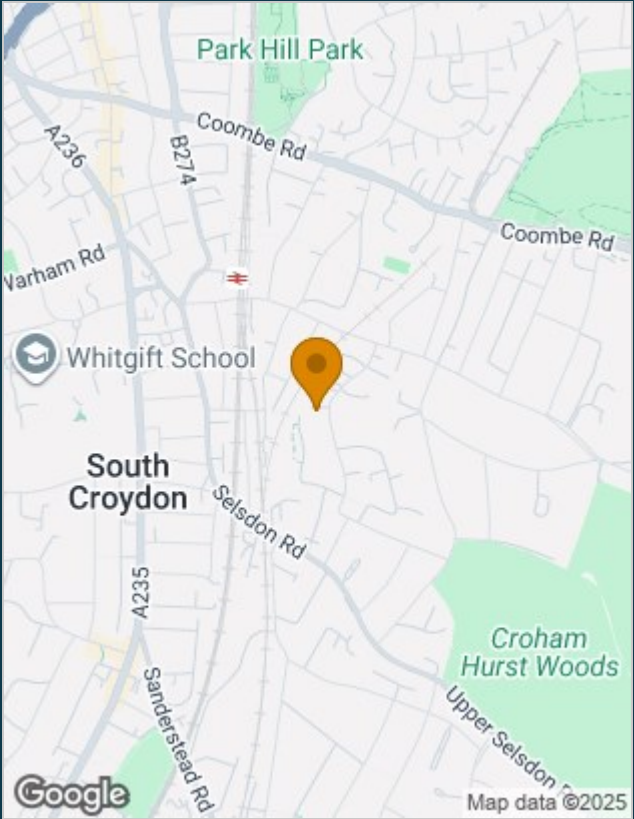 Park Hill Park
Coombe Rd
A236
B274
Coombe Rd
Warham Rd
Whitgift School
South
Croydon
Selsdon Rd
A235
Croham
Hurst Woods
Sanderstead Rd
Upper Selsdon
Google
Map data ©2025